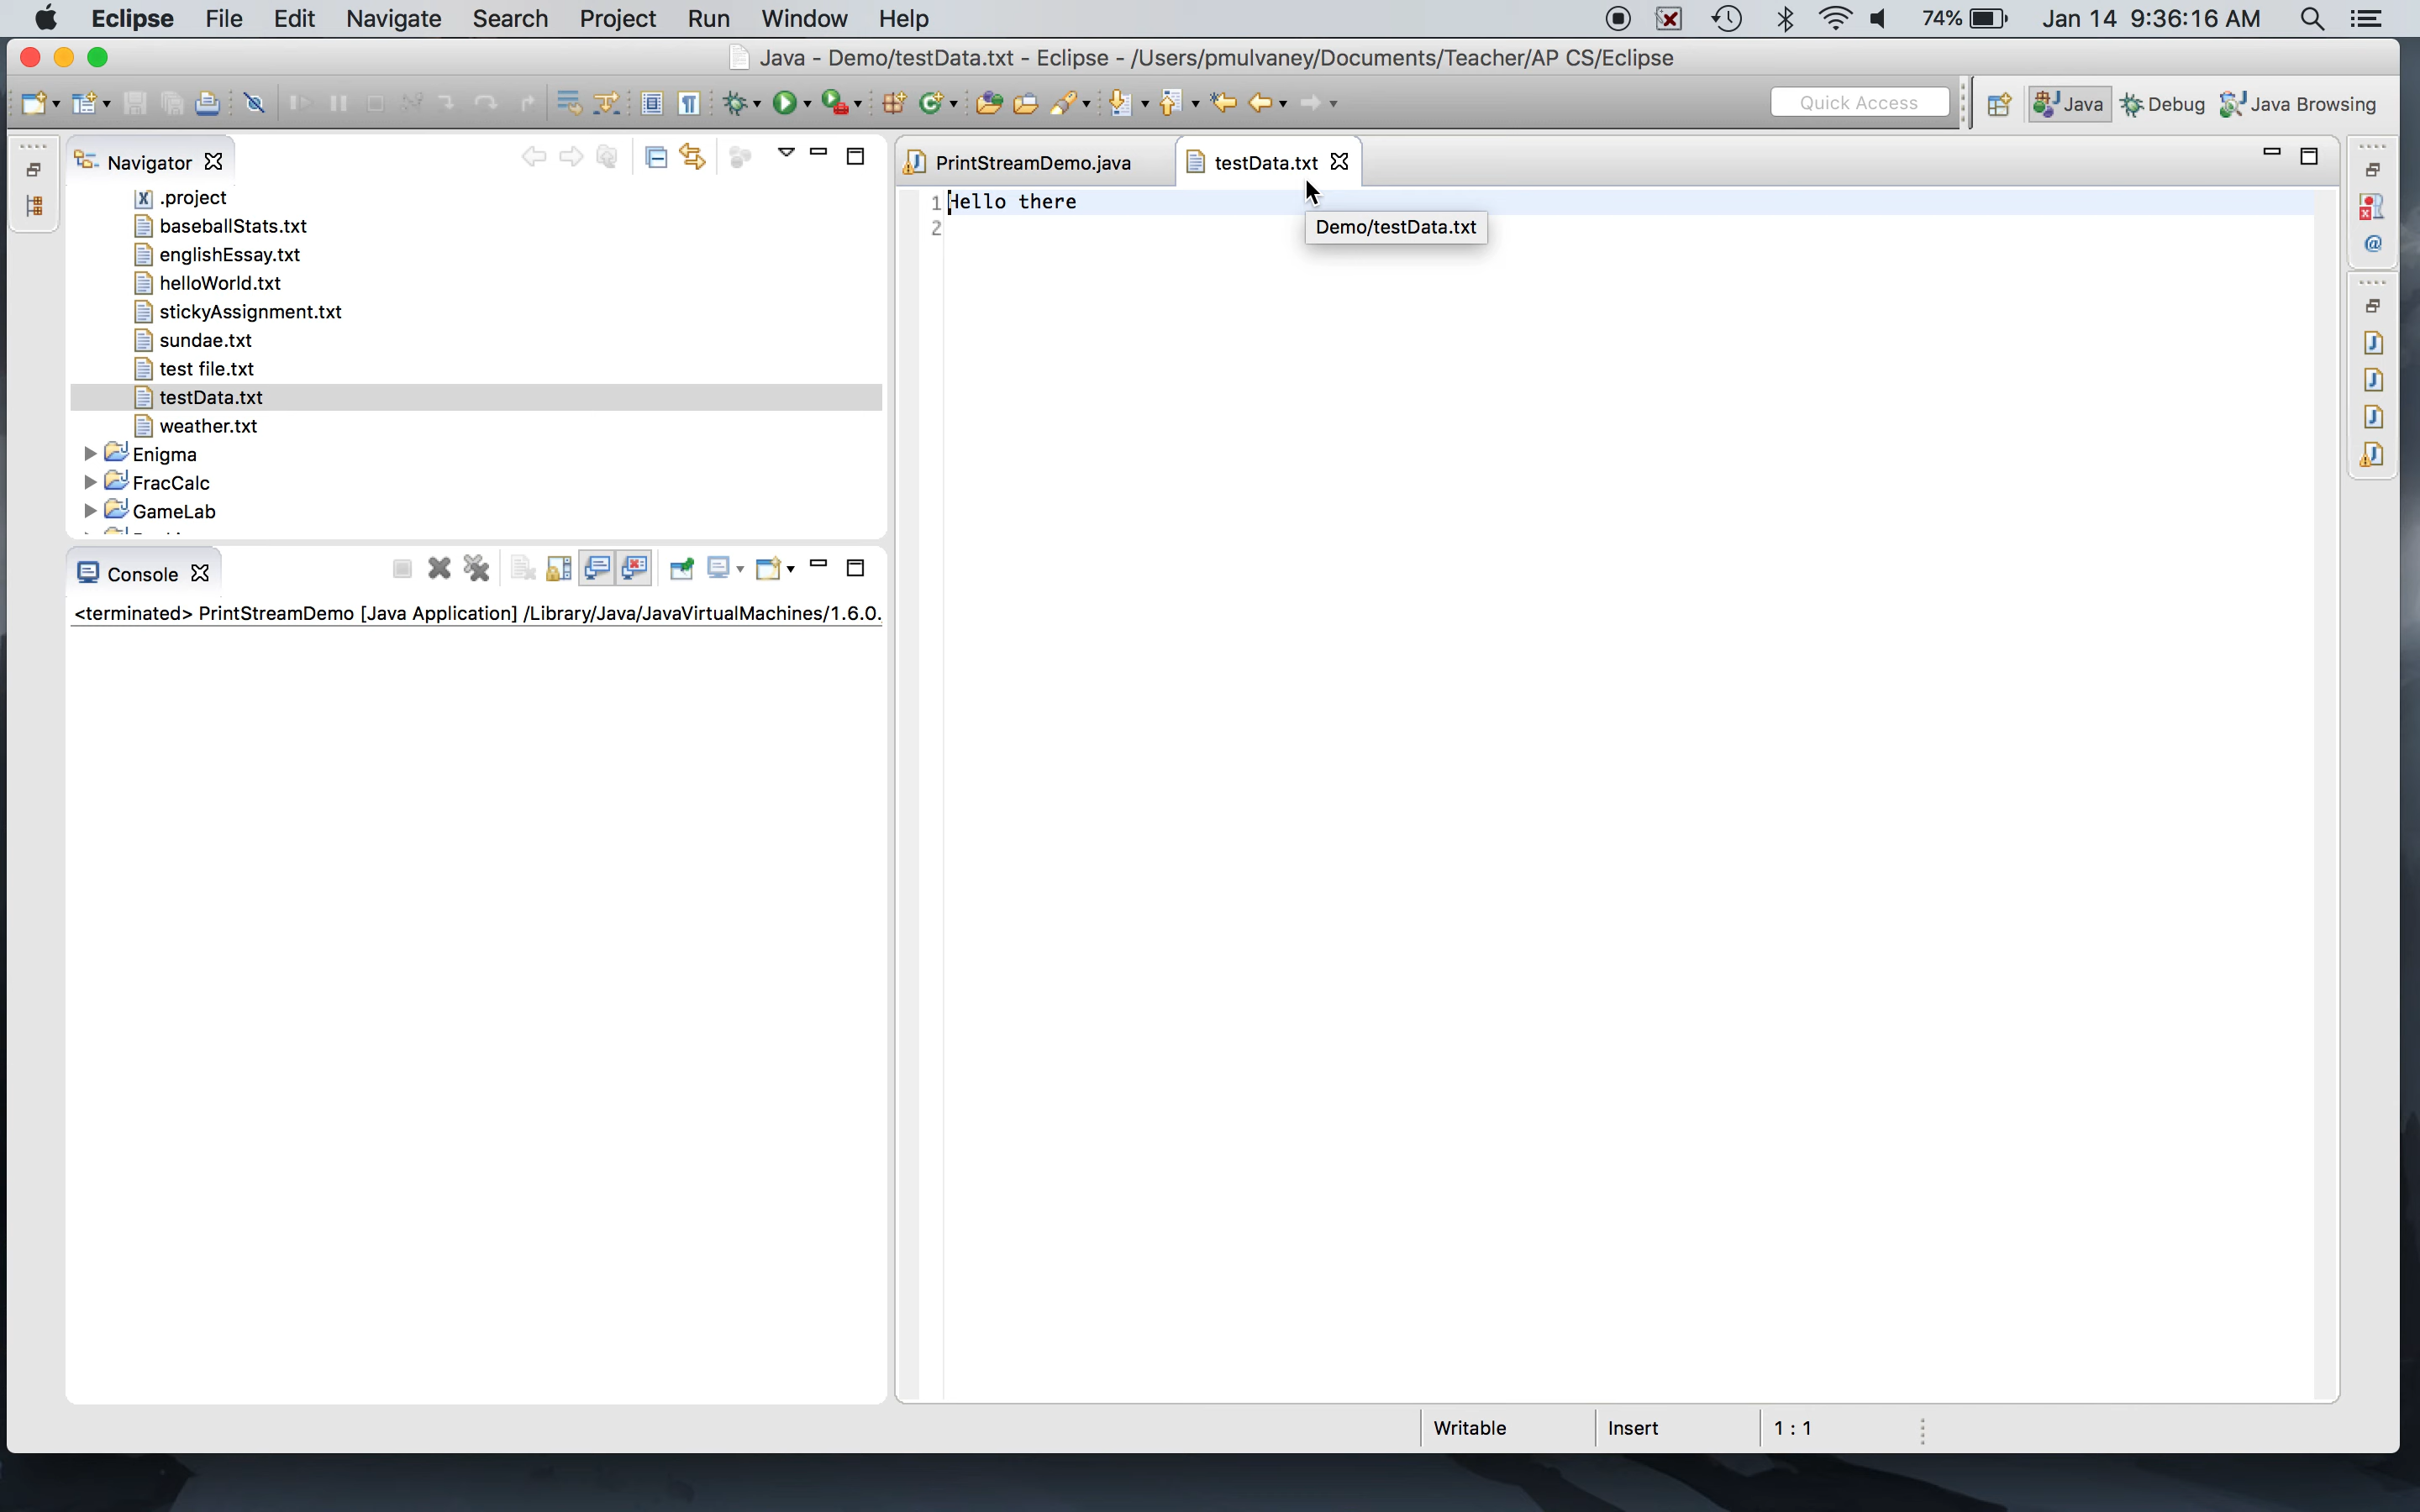 Eclipse File Edit Navigate Search Project Run Window Help 74% Jan 14 9:36:16 AM
Java - Demo/testData.txt - Eclipse - /Users/pmulvaney/Documents/Teacher/AP CS/Eclipse
Quick Access Java Debug Java Browsing
Navigator
.project
baseballStats.txt
englishEssay.txt
helloWorld.txt
stickyAssignment.txt
sundae.txt
test file.txt
testData.txt
weather.txt
Enigma
FracCalc
GameLab
Console
<terminated> PrintStreamDemo [Java Application] /Library/Java/JavaVirtualMachines/1.6.0.
PrintStreamDemo.java testData.txt
1 Hello there
2
Demo/testData.txt
Writable Insert 1 : 1